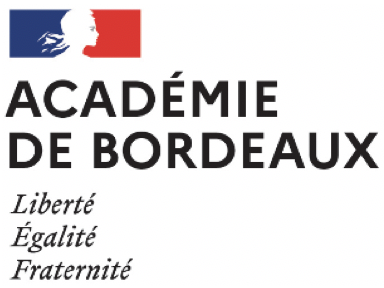 ACADÉMIE
DE BORDEAUX
Liberté
Égalité
Fraternité